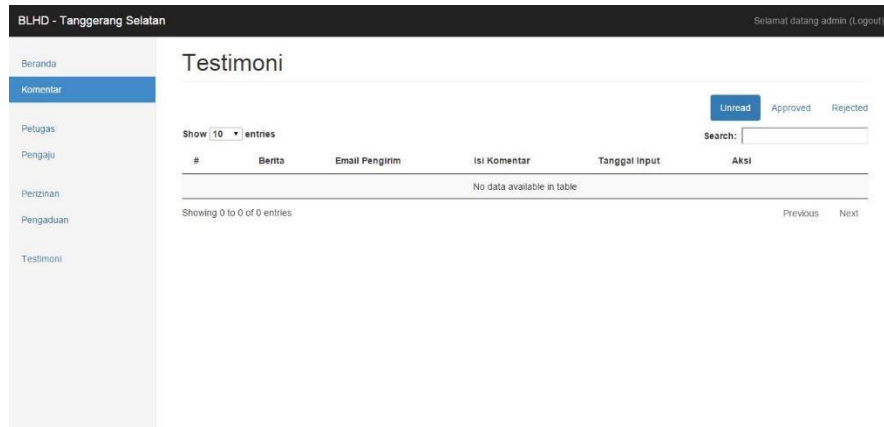 BLHD - Tanggerang Selatan
Selamat datang admin (Logout)
Beranda
Komentar
Petugas
Pengaju
Perizinan
Pengaduan
Testimoni
Testimoni
Unread Approved Rejected
Show 10 entries
Search:
# Berita Email Pengirim Isi Komentar Tanggal Input Aksi
No data available in table
Showing 0 to 0 of 0 entries
Previous Next